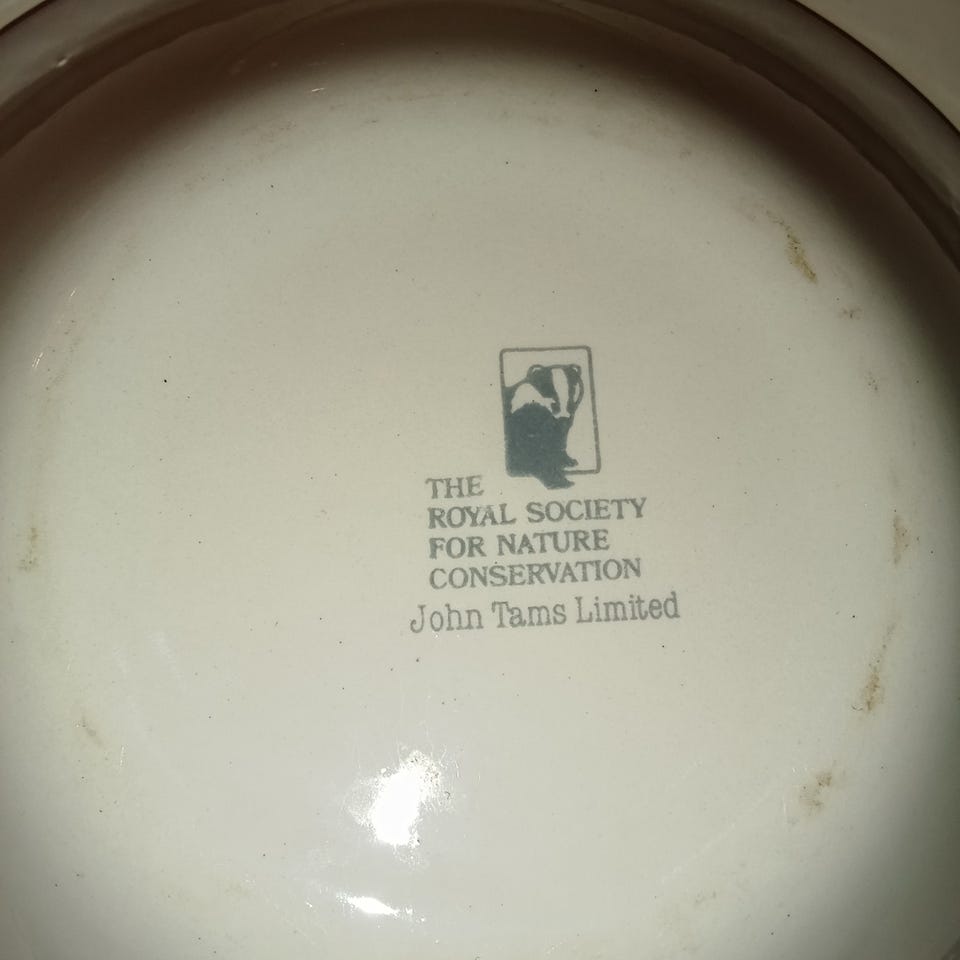 THE
ROYAL SOCIETY
FOR NATURE
CONSERVATION
John Tams Limited